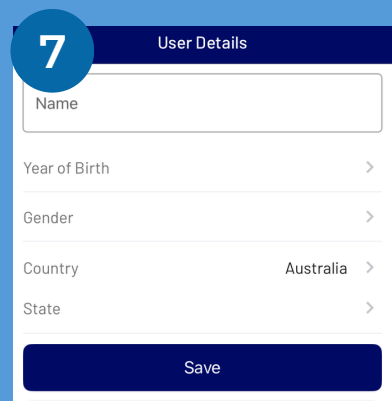 7
User Details
Name
Year of Birth
Gender
Country Australia
State
Save